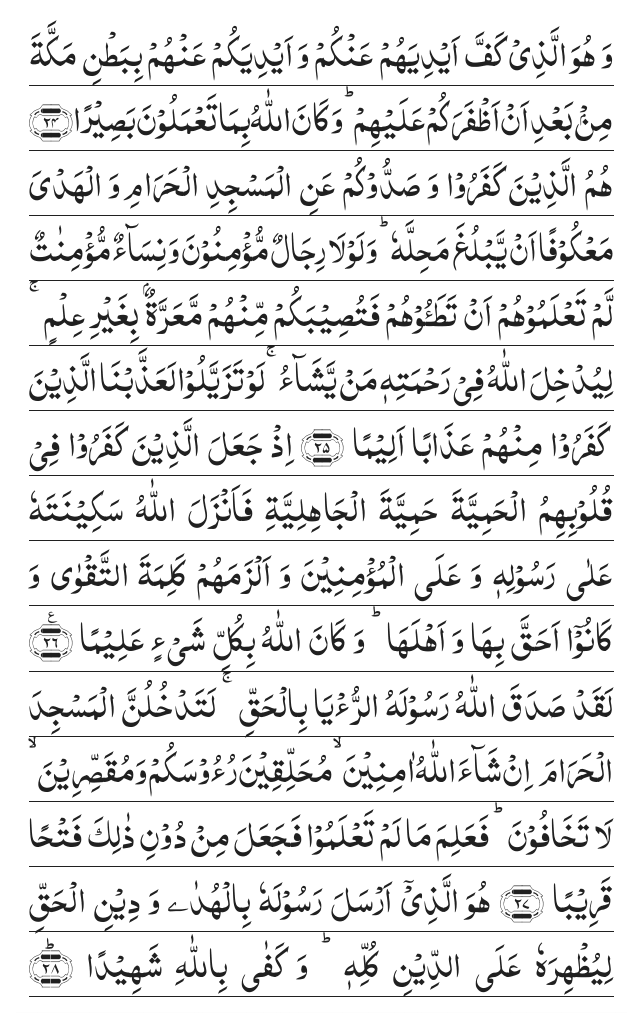 وَ هُوَ الَّذِیْ كَفَّ اَیْدِیَهُمْ عَنْكُمْ وَ اَیْدِیَكُمْ عَنْهُمْ بِبَطْنِ مَكَّةَ
مِنْۢ بَعْدِ اَنْ اَظْفَرَكُمْ عَلَیْهِمْ ؕ وَ كَانَ اللّٰهُ بِمَا تَعْمَلُوْنَ بَصِیْرًا ﴿۲۴﴾
هُمُ الَّذِیْنَ كَفَرُوْا وَ صَدُّوْكُمْ عَنِ الْمَسْجِدِ الْحَرَامِ وَ الْهَدْیَ
مَعْكُوْفًا اَنْ یَّبْلُغَ مَحِلَّهٗ ؕ وَ لَوْ لَا رِجَالٌ مُّؤْمِنُوْنَ وَ نِسَآءٌ مُّؤْمِنٰتٌ
لَّمْ تَعْلَمُوْهُمْ اَنْ تَطَـُٔوْهُمْ فَتُصِیْبَكُمْ مِّنْهُمْ مَّعَرَّةٌۢ بِغَیْرِ عِلْمٍ ۚ
لِیُدْخِلَ اللّٰهُ فِیْ رَحْمَتِهٖ مَنْ یَّشَآءُ ۚ لَوْ تَزَیَّلُوْا لَعَذَّبْنَا الَّذِیْنَ
كَفَرُوْا مِنْهُمْ عَذَابًا اَلِیْمًا ﴿۲۵﴾ اِذْ جَعَلَ الَّذِیْنَ كَفَرُوْا فِیْ
قُلُوْبِهِمُ الْحَمِیَّةَ حَمِیَّةَ الْجَاهِلِیَّةِ فَاَنْزَلَ اللّٰهُ سَكِیْنَتَهٗ
عَلٰی رَسُوْلِهٖ وَ عَلَی الْمُؤْمِنِیْنَ وَ اَلْزَمَهُمْ كَلِمَةَ التَّقْوٰی وَ
كَانُوْۤا اَحَقَّ بِهَا وَ اَهْلَهَا ؕ وَ كَانَ اللّٰهُ بِكُلِّ شَیْءٍ عَلِیْمًا ﴿۲۶﴾ ع
لَقَدْ صَدَقَ اللّٰهُ رَسُوْلَهُ الرُّءْیَا بِالْحَقِّ ۚ لَتَدْخُلُنَّ الْمَسْجِدَ
الْحَرَامَ اِنْ شَآءَ اللّٰهُ اٰمِنِیْنَ ۙ مُحَلِّقِیْنَ رُءُوْسَكُمْ وَ مُقَصِّرِیْنَ ۙ
لَا تَخَافُوْنَ ؕ فَعَلِمَ مَا لَمْ تَعْلَمُوْا فَجَعَلَ مِنْ دُوْنِ ذٰلِكَ فَتْحًا
قَرِیْبًا ﴿۲۷﴾ هُوَ الَّذِیْۤ اَرْسَلَ رَسُوْلَهٗ بِالْهُدٰی وَ دِیْنِ الْحَقِّ
لِیُظْهِرَهٗ عَلَی الدِّیْنِ كُلِّهٖ ؕ وَ كَفٰی بِاللّٰهِ شَهِیْدًا ﴿۲۸﴾ ؕ